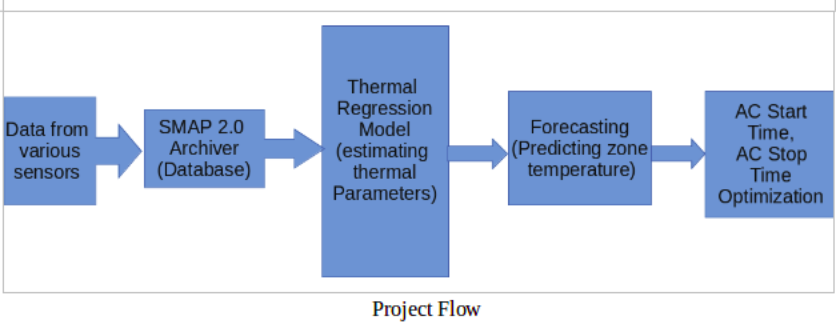 Data from
various
sensors
SMAP 2.0
Archiver
(Database)
Thermal
Regression
Model
(estimating
thermal
Parameters)
Forecasting
(Predicting zone
temperature)
AC Start
Time,
AC Stop
Time
Optimization
Project Flow